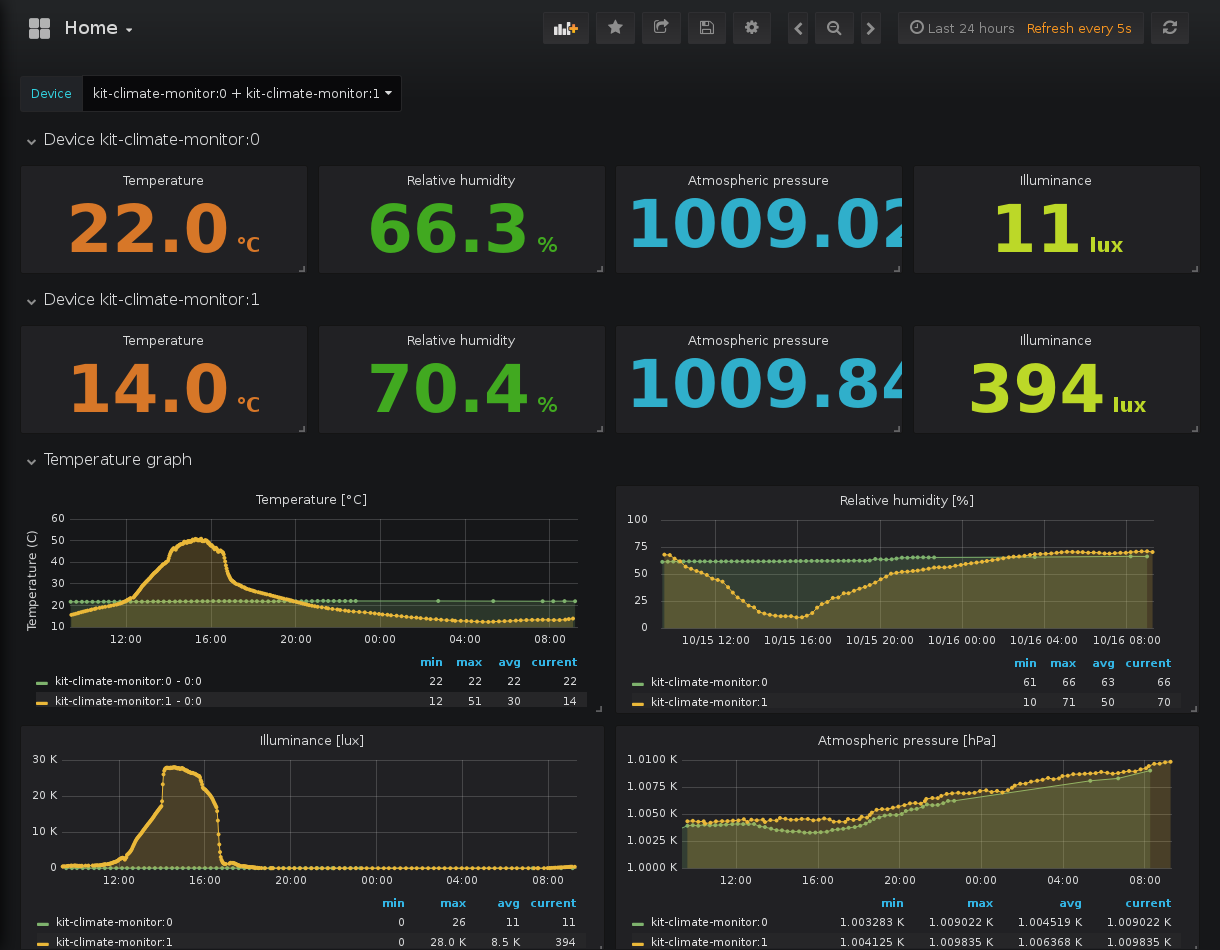 Home
Last 24 hours Refresh every 5s
Device kit-climate-monitor:0 + kit-climate-monitor:1
Device kit-climate-monitor:0
Temperature Relative humidity Atmospheric pressure Illuminance
22.0 °C 66.3 % 1009.02 11 lux
Device kit-climate-monitor:1
Temperature Relative humidity Atmospheric pressure Illuminance
14.0 °C 70.4 % 1009.84 394 lux
Temperature graph
Temperature [°C]
Temperature (C)
60
50
40
30
20
10
12:00 16:00 20:00 00:00 04:00 08:00
min max avg current
kit-climate-monitor:0 - 0:0 22 22 22 22
kit-climate-monitor:1 - 0:0 12 51 30 14
Relative humidity [%]
100
75
50
25
0
10/15 12:00 10/15 16:00 10/15 20:00 10/16 00:00 10/16 04:00 10/16 08:00
min max avg current
kit-climate-monitor:0 61 66 63 66
kit-climate-monitor:1 10 71 50 70
Illuminance [lux]
30 K
20 K
10 K
0
12:00 16:00 20:00 00:00 04:00 08:00
min max avg current
kit-climate-monitor:0 0 26 11 11
kit-climate-monitor:1 0 28.0 K 8.5 K 394
Atmospheric pressure [hPa]
1.0100 K
1.0075 K
1.0050 K
1.0025 K
1.0000 K
12:00 16:00 20:00 00:00 04:00 08:00
min max avg current
kit-climate-monitor:0 1.003283 K 1.009022 K 1.004519 K 1.009022 K
kit-climate-monitor:1 1.004125 K 1.009835 K 1.006368 K 1.009835 K